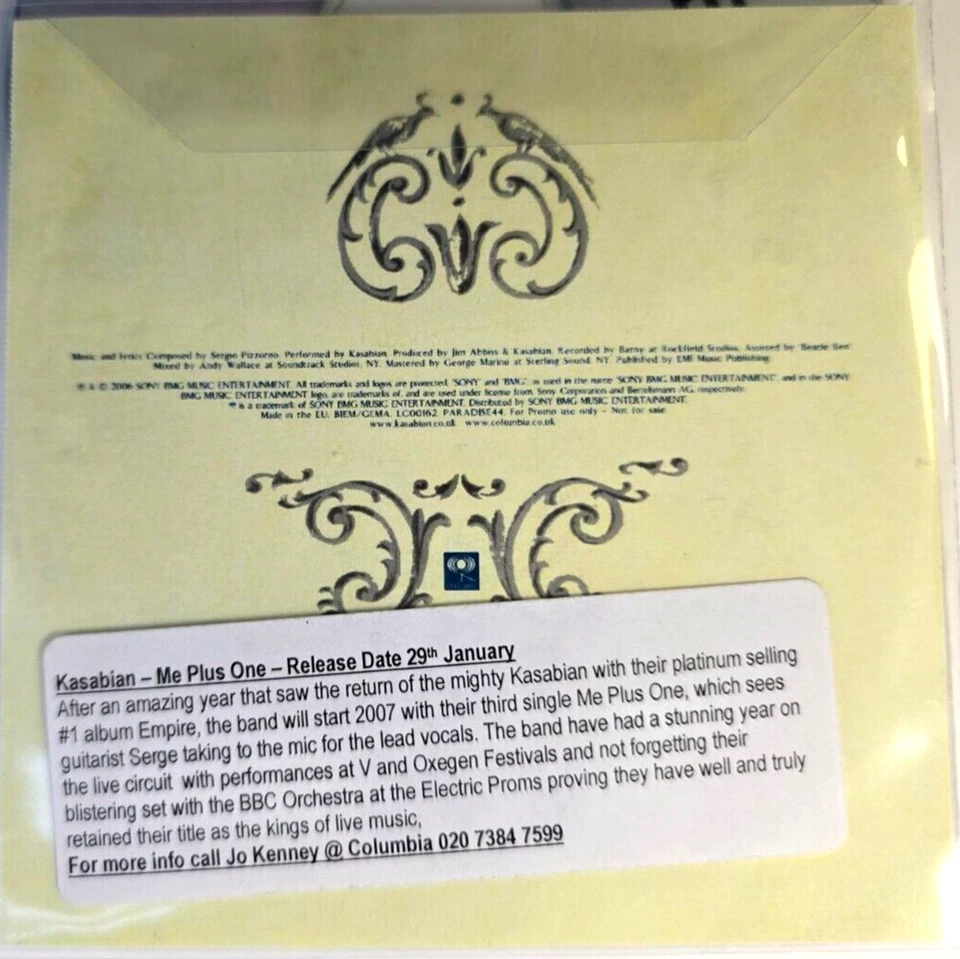 Music and lyrics Composed by Sergio Pizzorno. Performed by Kasabian. Produced by Jim Abbiss & Kasabian. Recorded by Barny at Rockfield Studios. Assisted by 'Bearie Ben'
Mixed by Andy Wallace at Soundtrack Studios, NY. Mastered by George Marino at Sterling Sound, NY. Published by EMI Music Publishing.
℗ & © 2006 SONY BMG MUSIC ENTERTAINMENT. All trademarks and logos are protected. 'SONY' and 'BMG', as used in the name 'SONY BMG MUSIC ENTERTAINMENT', and in the SONY
BMG MUSIC ENTERTAINMENT logo, are trademarks of, and are used under license from, Sony Corporation and Bertelsmann AG, respectively.
is a trademark of SONY BMG MUSIC ENTERTAINMENT. Distributed by SONY BMG MUSIC ENTERTAINMENT.
Made in the EU. BIEM/GEMA. LC00162. PARADISE44. For Promo use only - Not for sale
www.kasabian.co.uk www.columbia.co.uk
Kasabian – Me Plus One – Release Date 29th January
After an amazing year that saw the return of the mighty Kasabian with their platinum selling
#1 album Empire, the band will start 2007 with their third single Me Plus One, which sees
guitarist Serge taking to the mic for the lead vocals. The band have had a stunning year on
the live circuit with performances at V and Oxegen Festivals and not forgetting their
blistering set with the BBC Orchestra at the Electric Proms proving they have well and truly
retained their title as the kings of live music,
For more info call Jo Kenney @ Columbia 020 7384 7599